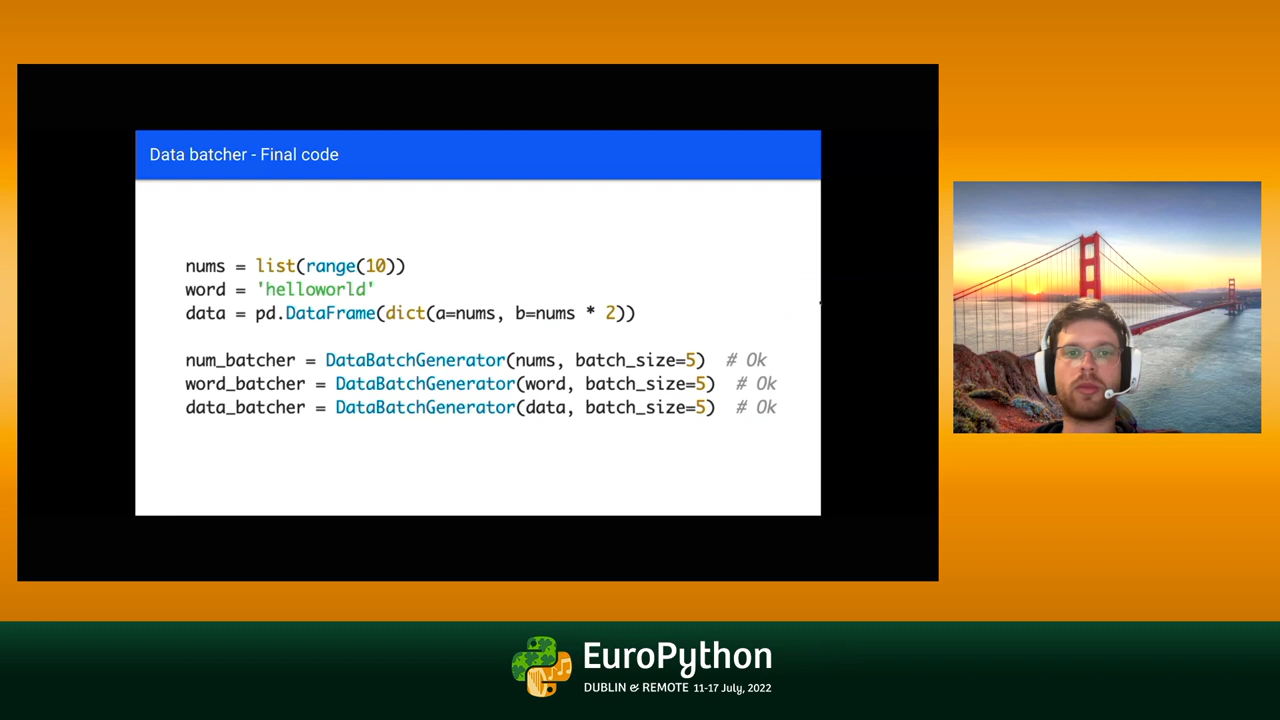 Data batcher - Final code
nums = list(range(10))
word = 'helloworld'
data = pd.DataFrame(dict(a=nums, b=nums * 2))
num_batcher = DataBatchGenerator(nums, batch_size=5)  # Ok
word_batcher = DataBatchGenerator(word, batch_size=5)  # Ok
data_batcher = DataBatchGenerator(data, batch_size=5)  # Ok
EuroPython
DUBLIN & REMOTE 11-17 July, 2022